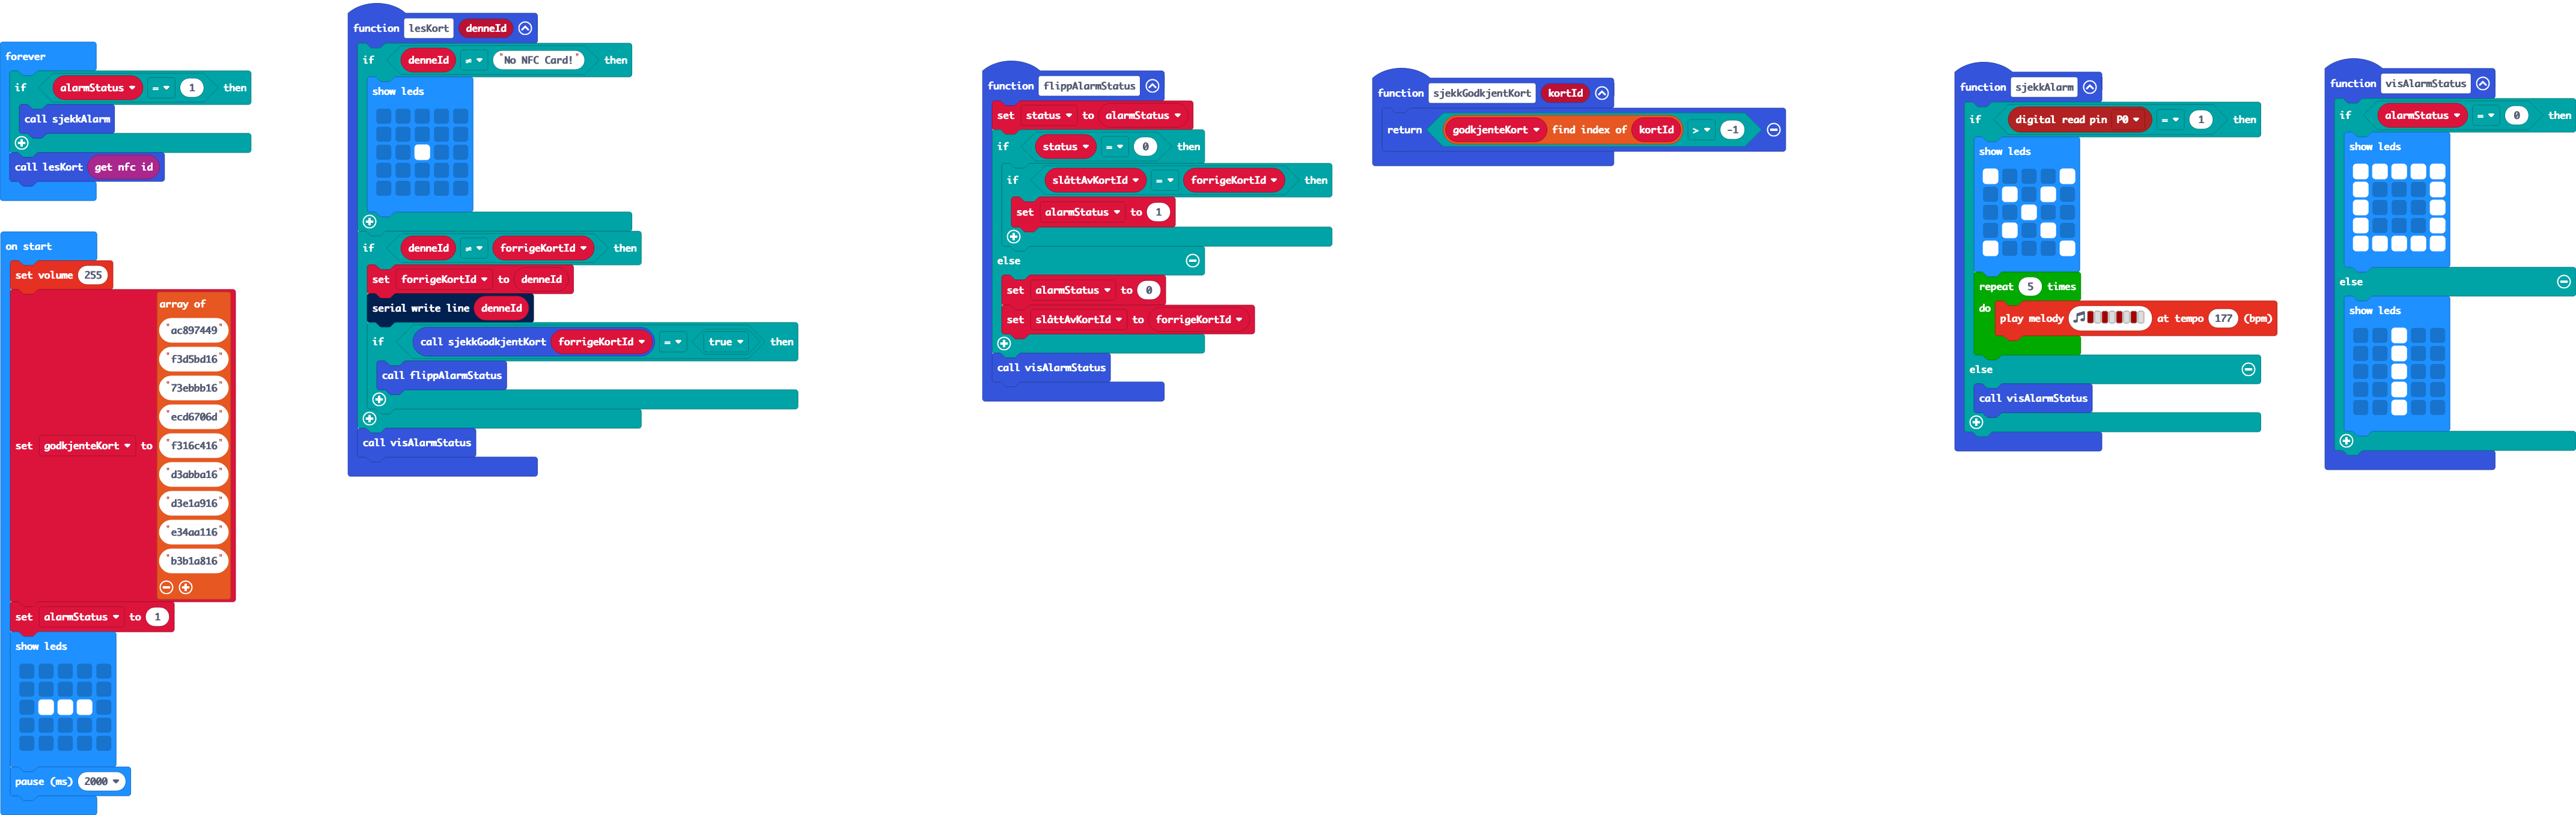 forever
if alarmStatus = 1 then
call sjekkAlarm
call lesKort get nfc id
on start
set volume 255
set godkjenteKort to array of
"ac897449"
"f3d5bd16"
"73ebbb16"
"ecd6706d"
"f316c416"
"d3abba16"
"d3e1a916"
"e34aa116"
"b3b1a816"
set alarmStatus to 1
show leds
pause (ms) 2000
function lesKort denneId
if denneId ≠ "No NFC Card!" then
show leds
if denneId ≠ forrigeKortId then
set forrigeKortId to denneId
serial write line denneId
if call sjekkGodkjentKort forrigeKortId = true then
call flippAlarmStatus
call visAlarmStatus
function flippAlarmStatus
set status to alarmStatus
if status = 0 then
if slåttAvKortId = forrigeKortId then
set alarmStatus to 1
else
set alarmStatus to 0
set slåttAvKortId to forrigeKortId
call visAlarmStatus
function sjekkGodkjentKort kortId
return godkjenteKort find index of kortId > -1
function sjekkAlarm
if digital read pin P0 = 1 then
show leds
repeat 5 times
do play melody at tempo 177 (bpm)
else
call visAlarmStatus
function visAlarmStatus
if alarmStatus = 0 then
show leds
else
show leds